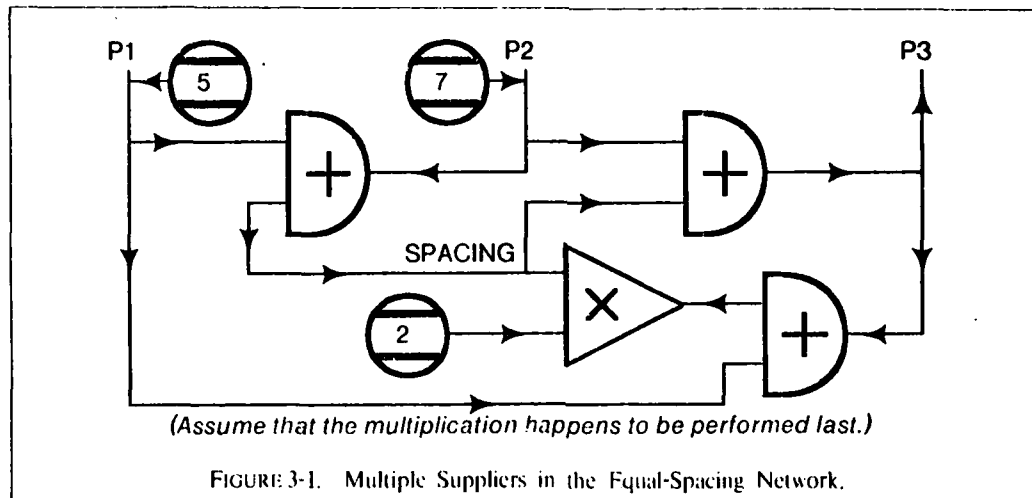 P1 P2 P3
5 7
+ +
SPACING
×
2 +
(Assume that the multiplication happens to be performed last.)
FIGURE 3-1. Multiple Suppliers in the Equal-Spacing Network.